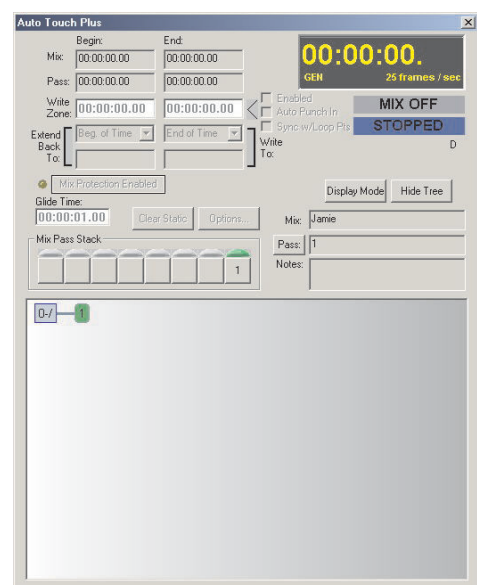 Auto Touch Plus
Begin: End:
Mix: 00:00:00.00 00:00:00.00
00:00:00.
GEN 25 frames / sec
Pass: 00:00:00.00 00:00:00.00
Write Zone: 00:00:00.00 00:00:00.00
Enabled
Auto Punch In
Sync w/Loop Pts
MIX OFF
STOPPED
D
Extend Back To: Beg. of Time End of Time
Write To:
Mix Protection Enabled
Display Mode Hide Tree
Glide Time:
00:00:01.00 Clear Static Options...
Mix: Jamie
Mix Pass Stack
Pass: 1
1
Notes:
0-/ 1